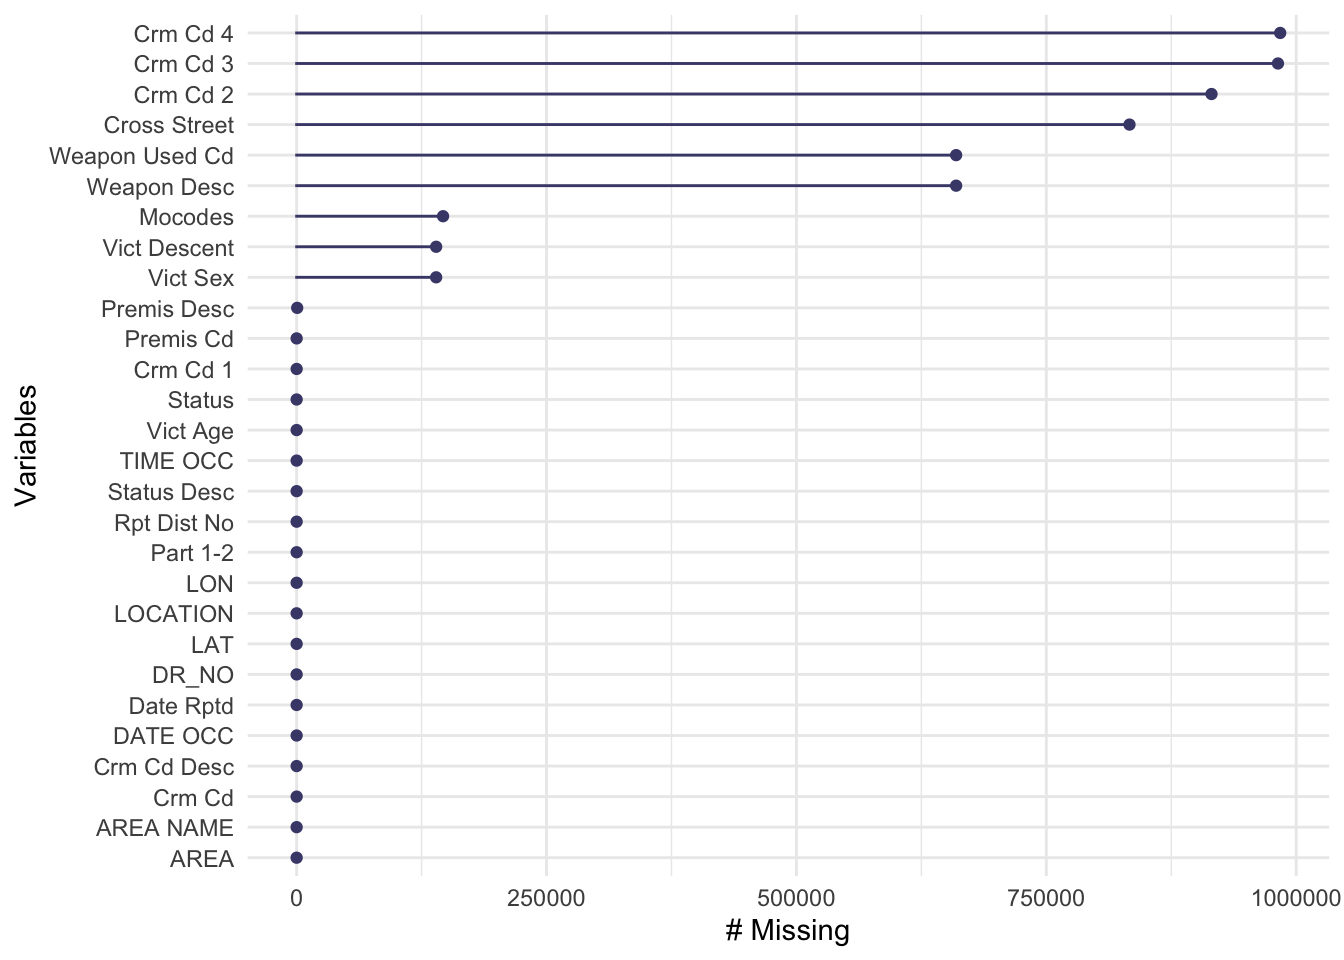 Crm Cd 4
Crm Cd 3
Crm Cd 2
Cross Street
Weapon Used Cd
Weapon Desc
Mocodes
Vict Descent
Vict Sex
Premis Desc
Premis Cd
Crm Cd 1
Status
Vict Age
TIME OCC
Status Desc
Rpt Dist No
Part 1-2
LON
LOCATION
LAT
DR_NO
Date Rptd
DATE OCC
Crm Cd Desc
Crm Cd
AREA NAME
AREA
Variables
0 250000 500000 750000 1000000
# Missing